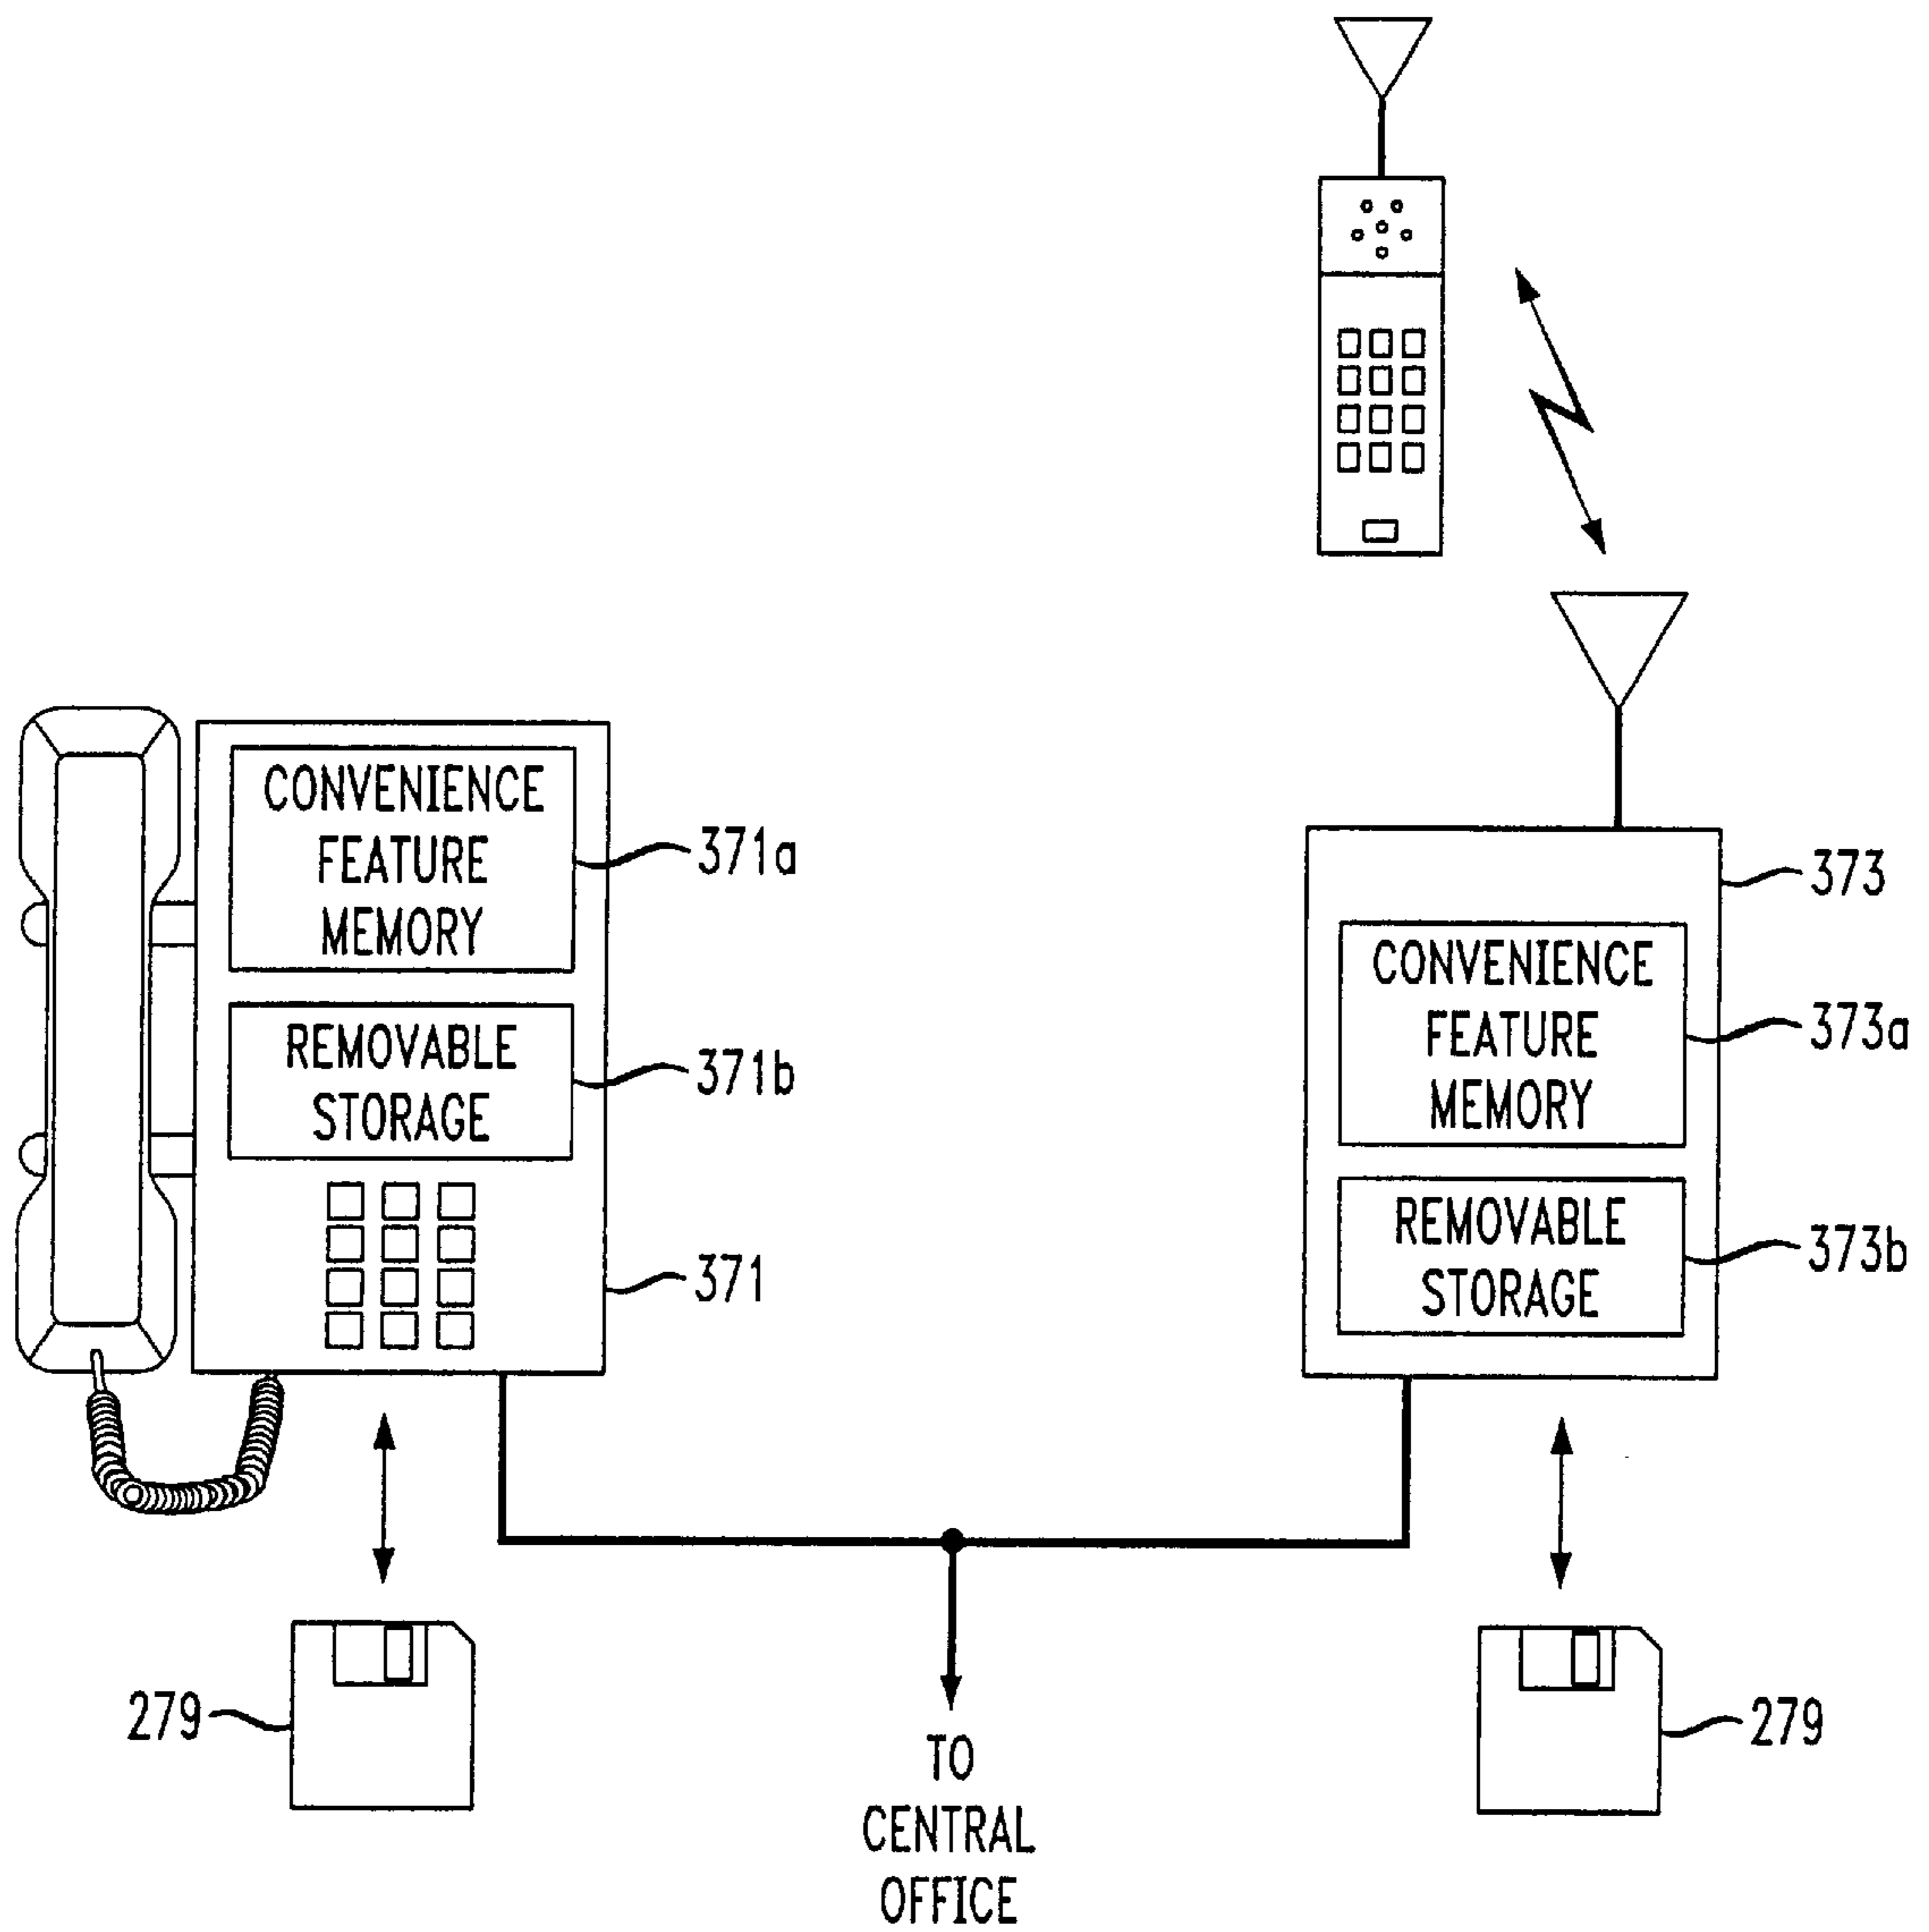 CONVENIENCE
FEATURE
MEMORY
371a
REMOVABLE
STORAGE
371b
371
373
CONVENIENCE
FEATURE
MEMORY
373a
REMOVABLE
STORAGE
373b
279
279
TO
CENTRAL
OFFICE